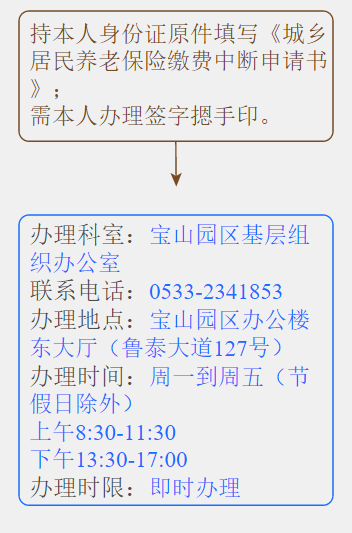 持本人身份证原件填写《城乡
居民养老保险缴费中断申请书
》；
需本人办理签字摁手印。
办理科室：宝山园区基层组
织办公室
联系电话：0533-2341853
办理地点：宝山园区办公楼
东大厅（鲁泰大道127号）
办理时间：周一到周五（节
假日除外）
上午8:30-11:30
下午13:30-17:00
办理时限：即时办理